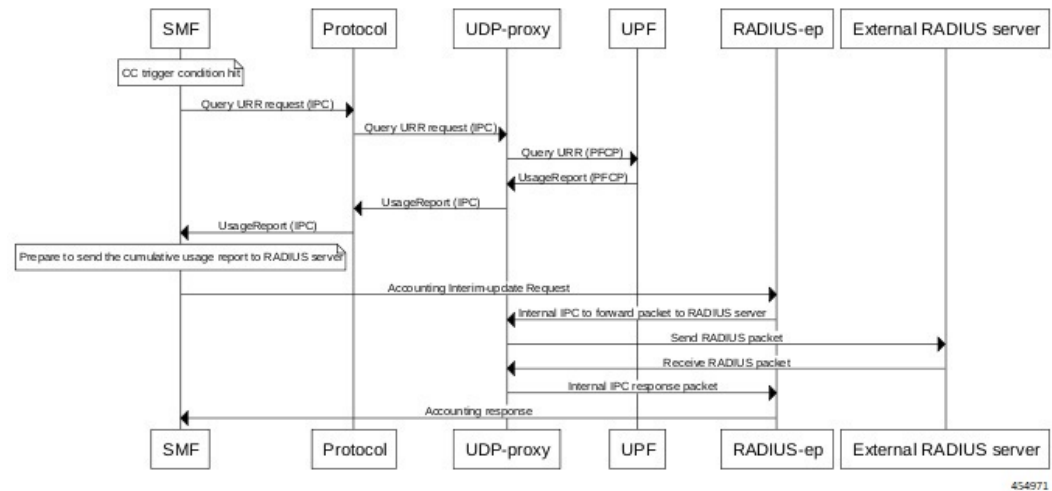 SMF Protocol UDP-proxy UPF RADIUS-ep External RADIUS server
CC trigger condition hit
Query URR request (IPC)
Query URR request (IPC)
Query URR (PFCP)
UsageReport (PFCP)
UsageReport (IPC)
UsageReport (IPC)
Prepare to send the cumulative usage report to RADIUS server
Accounting Interim-update Request
Internal IPC to forward packet to RADIUS server
Send RADIUS packet
Receive RADIUS packet
Internal IPC response packet
Accounting response
SMF Protocol UDP-proxy UPF RADIUS-ep External RADIUS server
454971